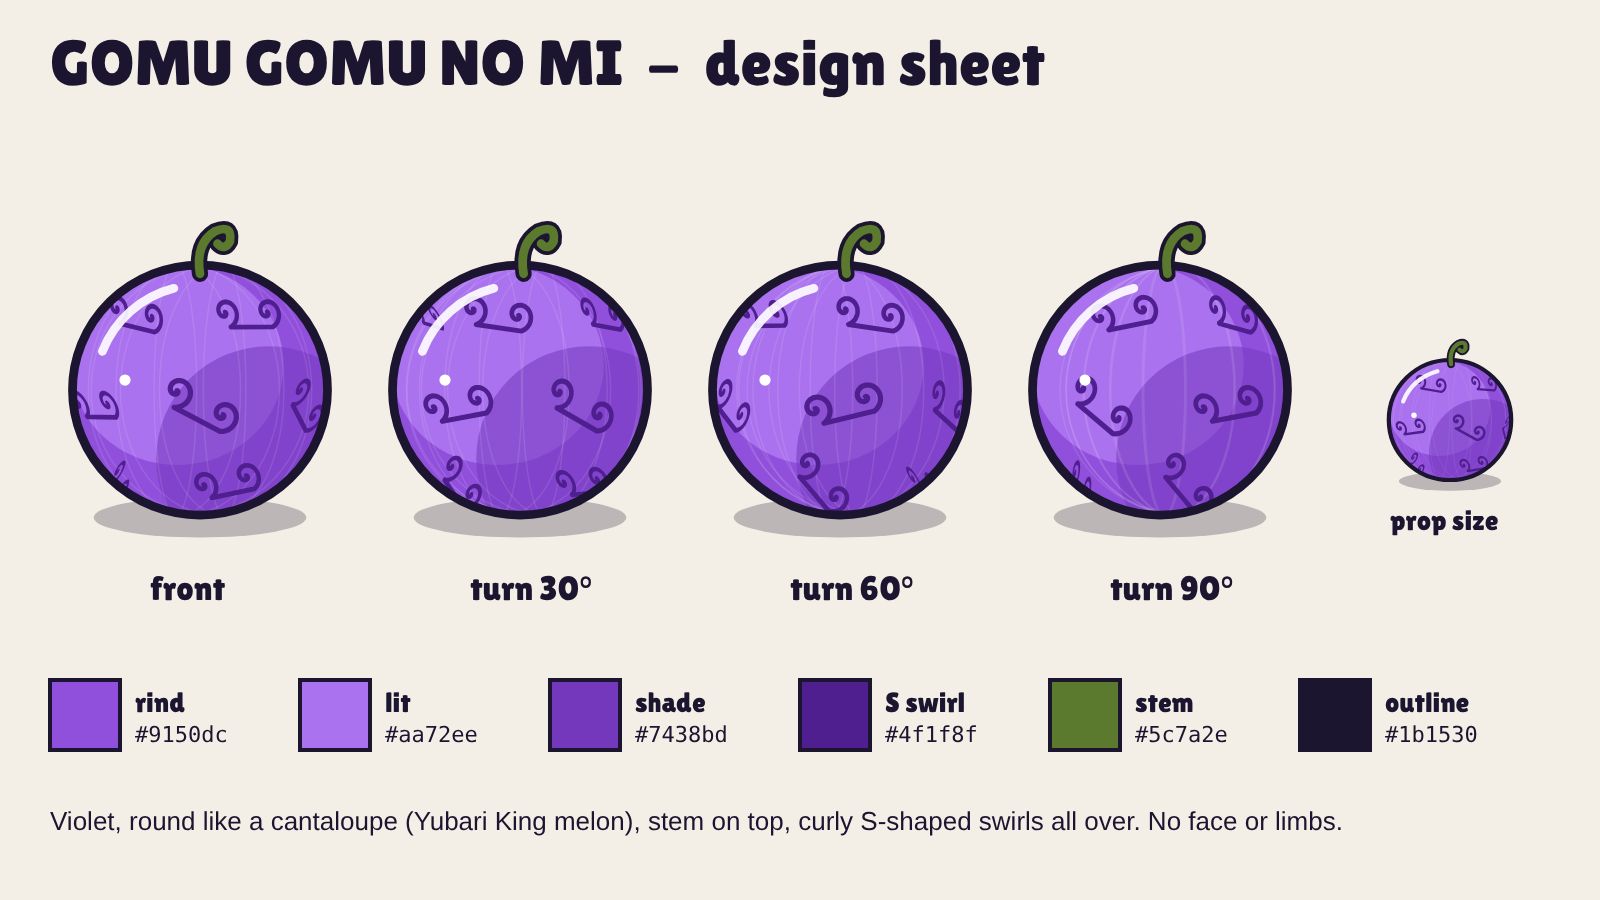 GOMU GOMU NO MI – design sheet
front
turn 30°
turn 60°
turn 90°
prop size
rind
#9150dc
lit
#aa72ee
shade
#7438bd
S swirl
#4f1f8f
stem
#5c7a2e
outline
#1b1530
Violet, round like a cantaloupe (Yubari King melon), stem on top, curly S-shaped swirls all over. No face or limbs.